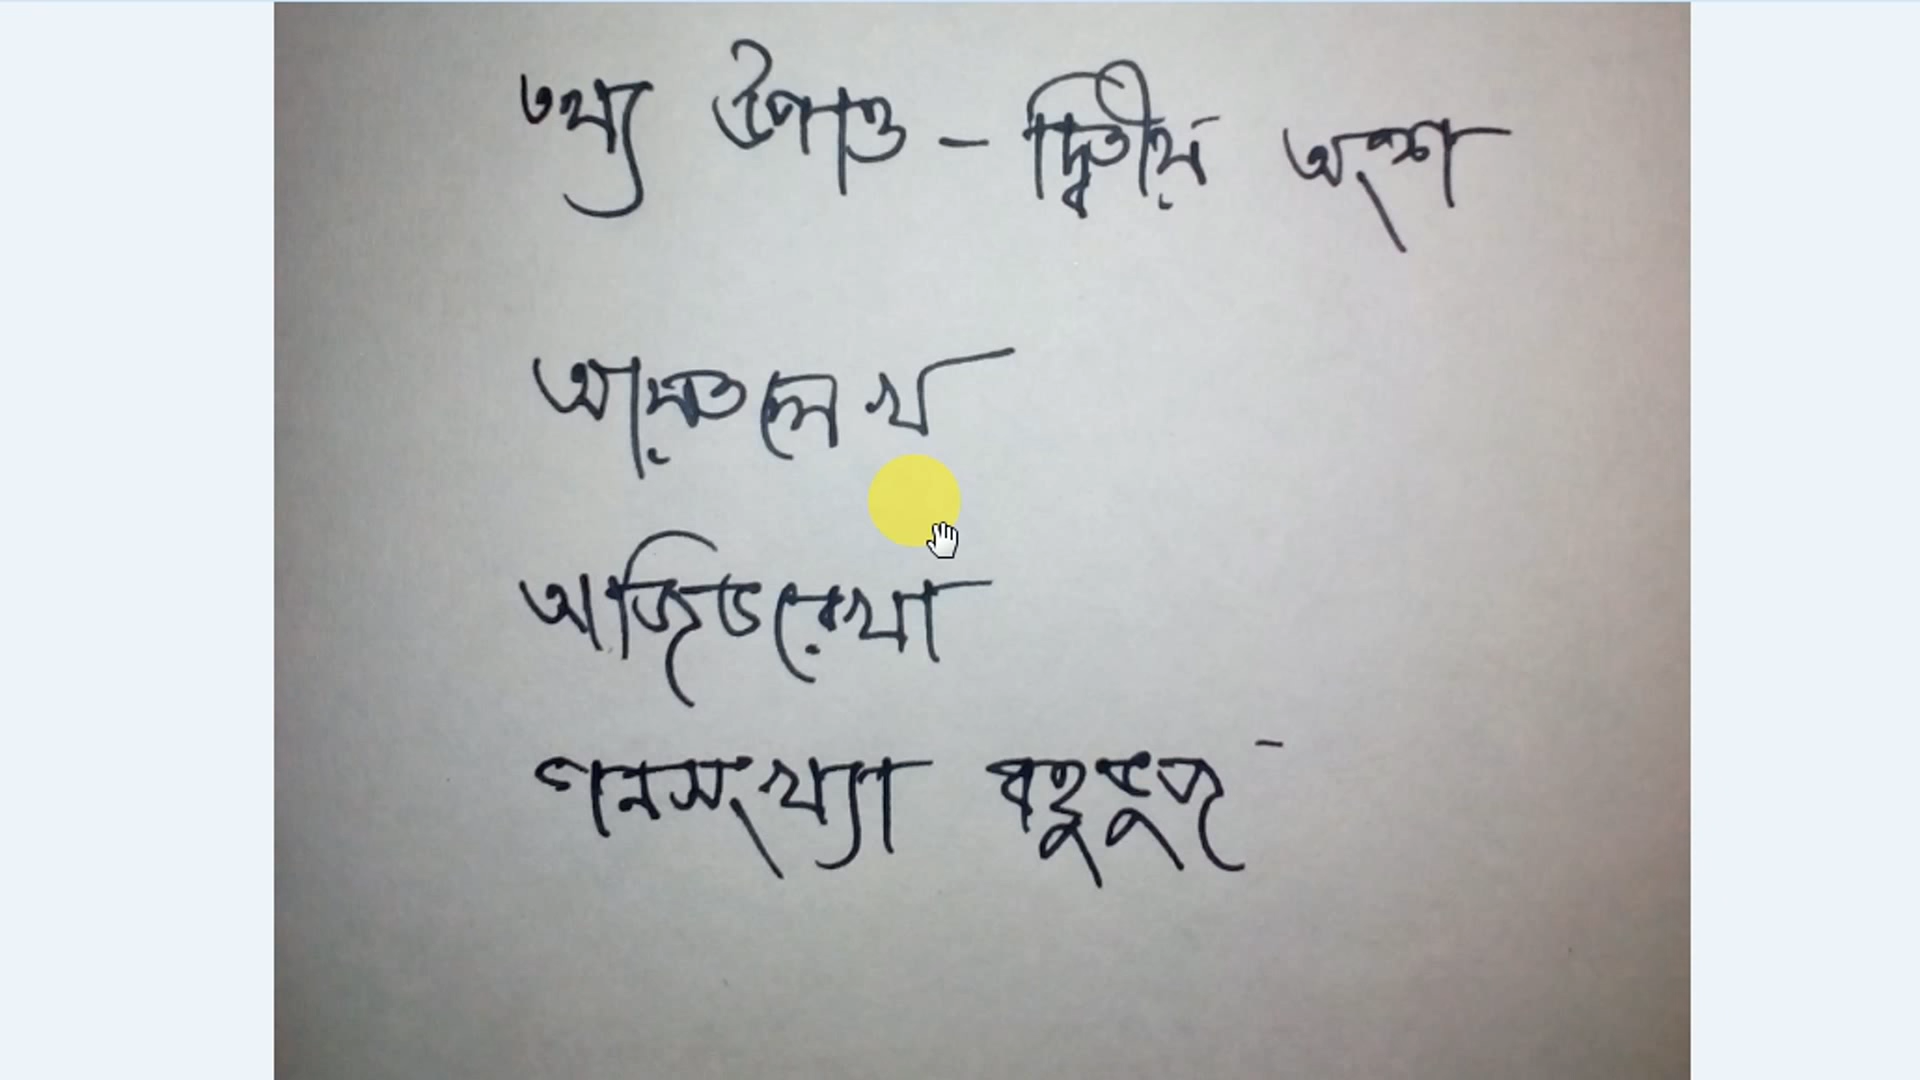 তথ্য উপাত্ত - দ্বিতীয় অংশ
আয়তলেখ
অজিভরেখা
গনসংখ্যা বহুভুজ